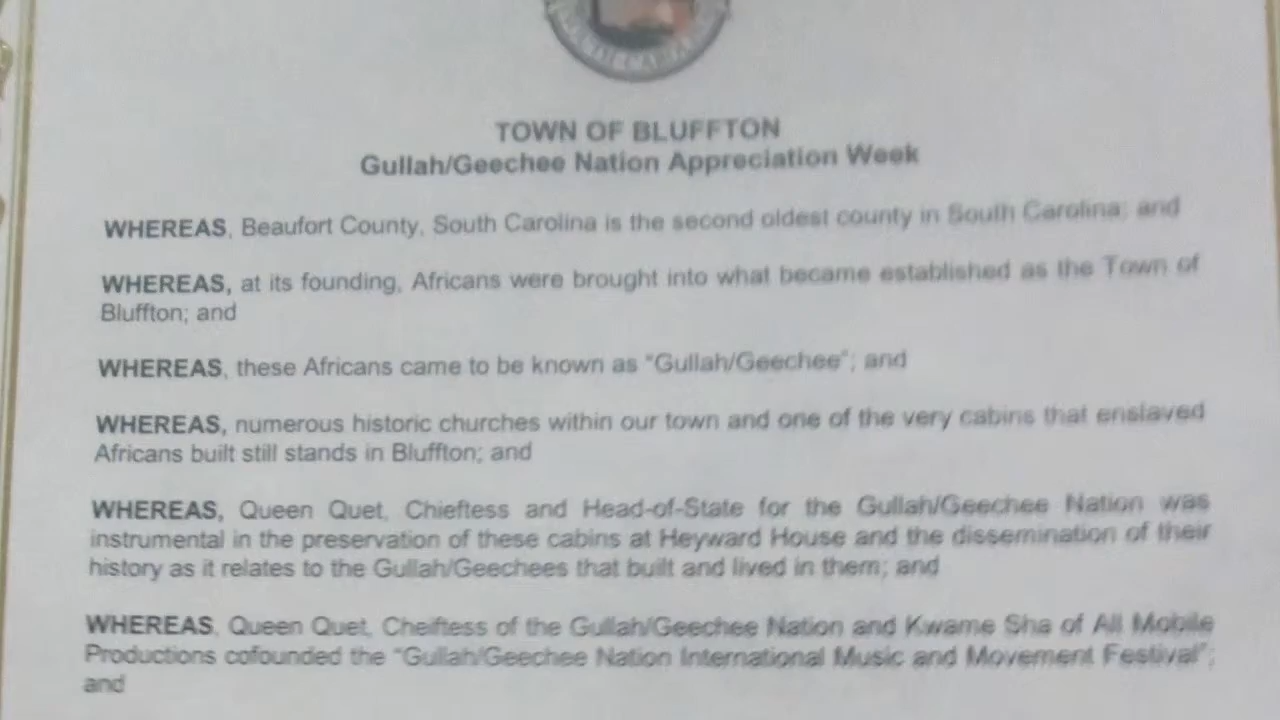 TOWN OF BLUFFTON
Gullah/Geechee Nation Appreciation Week
WHEREAS, Beaufort County, South Carolina is the second oldest county in South Carolina; and
WHEREAS, at its founding, Africans were brought into what became established as the Town of
Bluffton; and
WHEREAS, these Africans came to be known as "Gullah/Geechee"; and
WHEREAS, numerous historic churches within our town and one of the very cabins that enslaved
Africans built still stands in Bluffton; and
WHEREAS, Queen Quet, Chieftess and Head-of-State for the Gullah/Geechee Nation was
instrumental in the preservation of these cabins at Heyward House and the dissemination of their
history as it relates to the Gullah/Geechees that built and lived in them; and
WHEREAS, Queen Quet, Cheiftess of the Gullah/Geechee Nation and Kwame Sha of All Mobile
Productions cofounded the "Gullah/Geechee Nation International Music and Movement Festival";
and